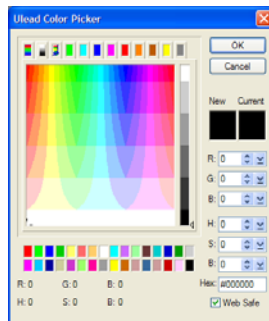 Ulead Color Picker
OK
Cancel
New Current
R: 0
G: 0
B: 0
H: 0
S: 0
B: 0
Hex: #000000
Web Safe
R: 0 G: 0 B: 0
H: 0 S: 0 B: 0